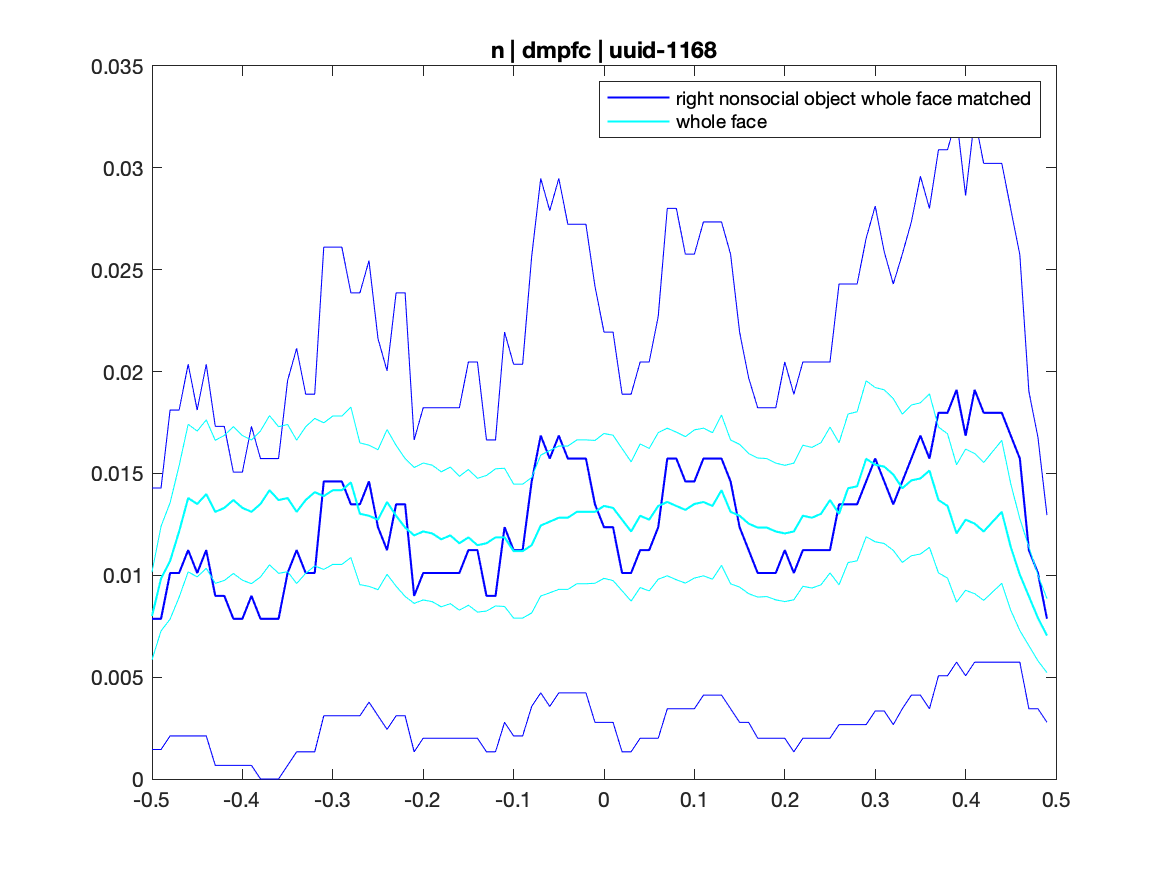 n | dmpfc | uuid-1168
right nonsocial object whole face matched
whole face
0.035
0.03
0.025
0.02
0.015
0.01
0.005
0
-0.5 -0.4 -0.3 -0.2 -0.1 0 0.1 0.2 0.3 0.4 0.5